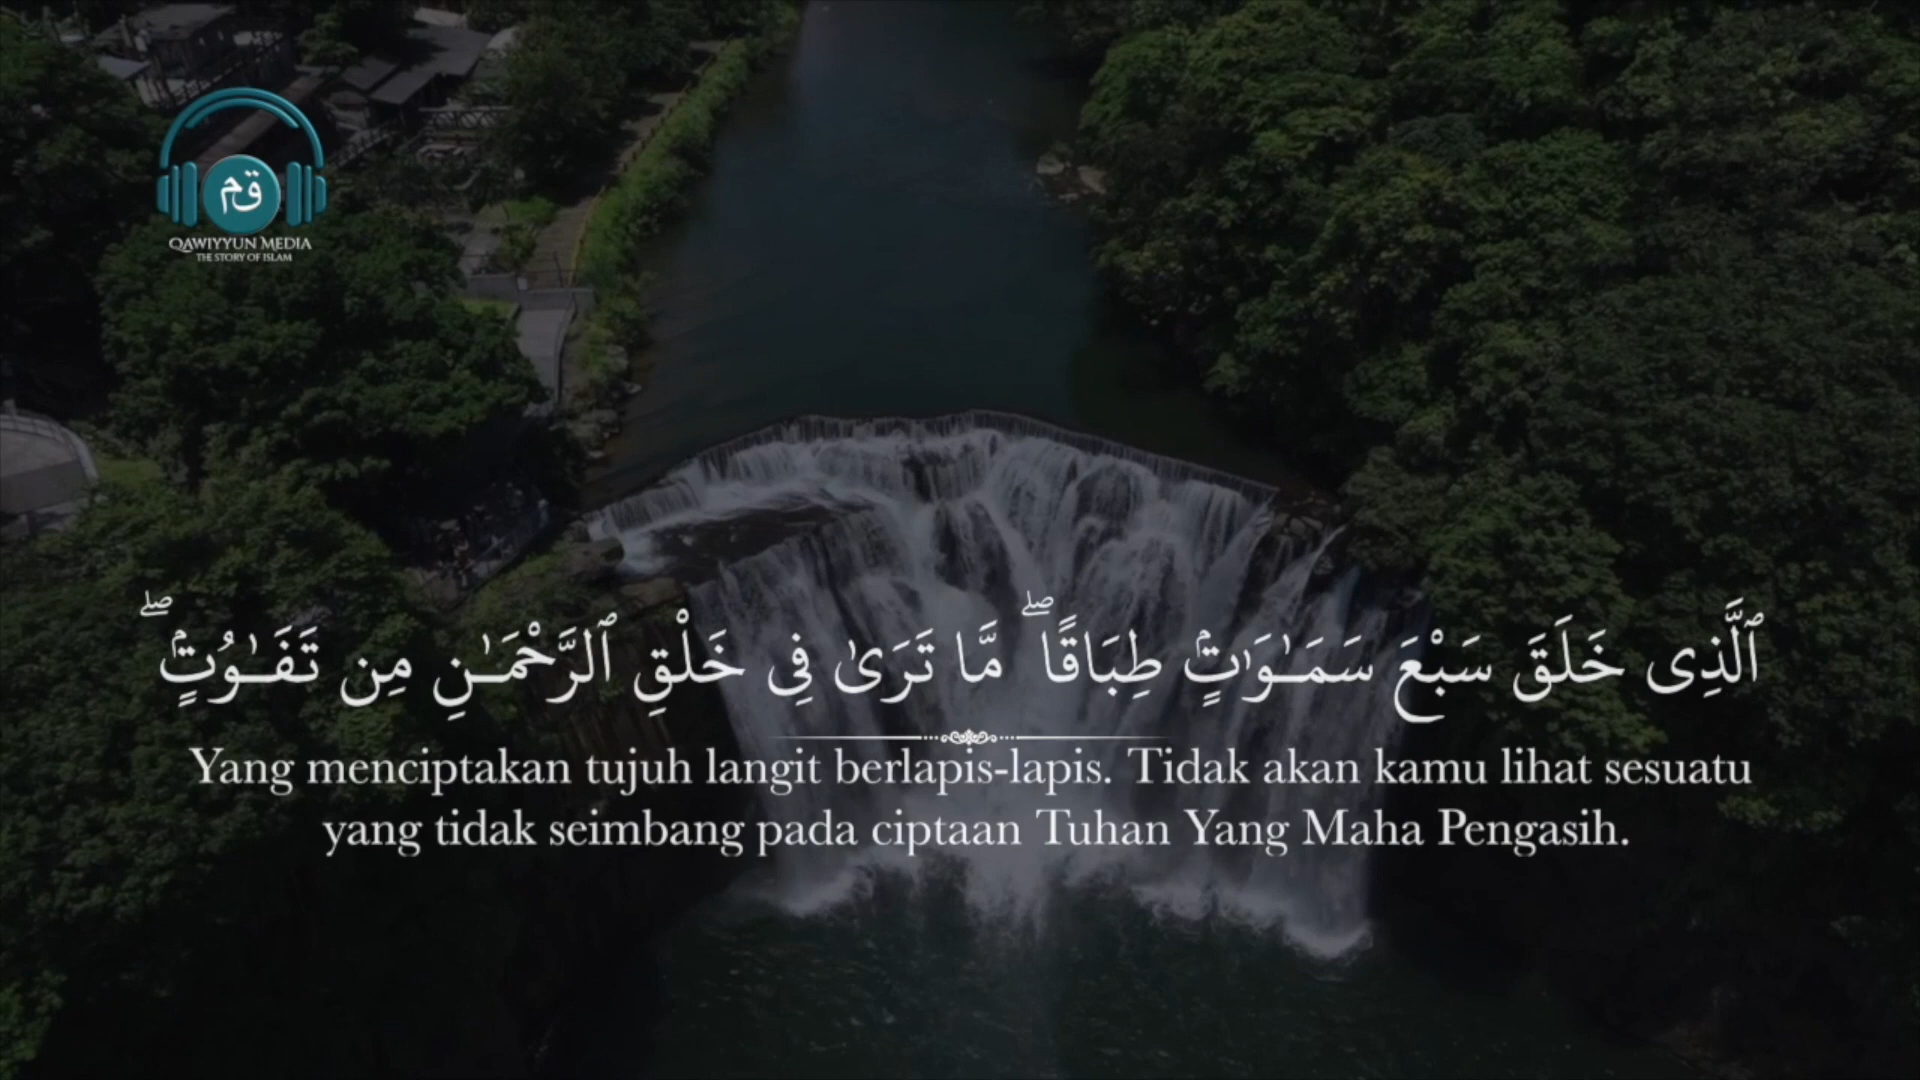 قم
QAWIYYUN MEDIA
THE STORY OF ISLAM
ٱلَّذِى خَلَقَ سَبْعَ سَمَـٰوَٰتٍۢ طِبَاقًا ۖ مَّا تَرَىٰ فِى خَلْقِ ٱلرَّحْمَـٰنِ مِن تَفَـٰوُتٍۢ ۖ
Yang menciptakan tujuh langit berlapis-lapis. Tidak akan kamu lihat sesuatu
yang tidak seimbang pada ciptaan Tuhan Yang Maha Pengasih.